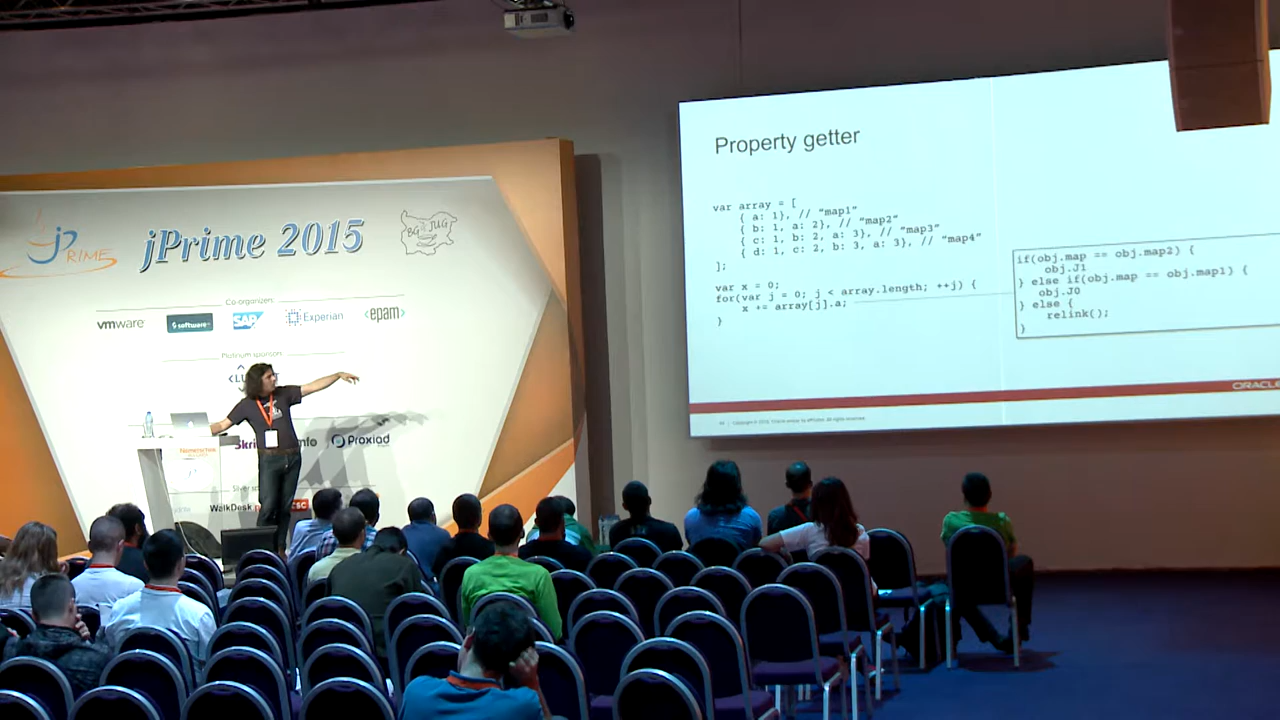 jPRIME
jPrime 2015
BG JUG
Co-organizers
vmware
software
SAP
Experian
<epam>
Platinum sponsors
Proxiad
WalkDesk
Property getter
var array = [
{ a: 1}, // "map1"
{ b: 1, a: 2}, // "map2"
{ c: 1, b: 2, a: 3}, // "map3"
{ d: 1, c: 2, b: 3, a: 3}, // "map4"
];
var x = 0;
for(var j = 0; j < array.length; ++j) {
x += array[j].a;
}
if(obj.map == obj.map2) {
obj.J1
} else if(obj.map == obj.map1) {
obj.J0
} else {
relink();
}
ORACLE